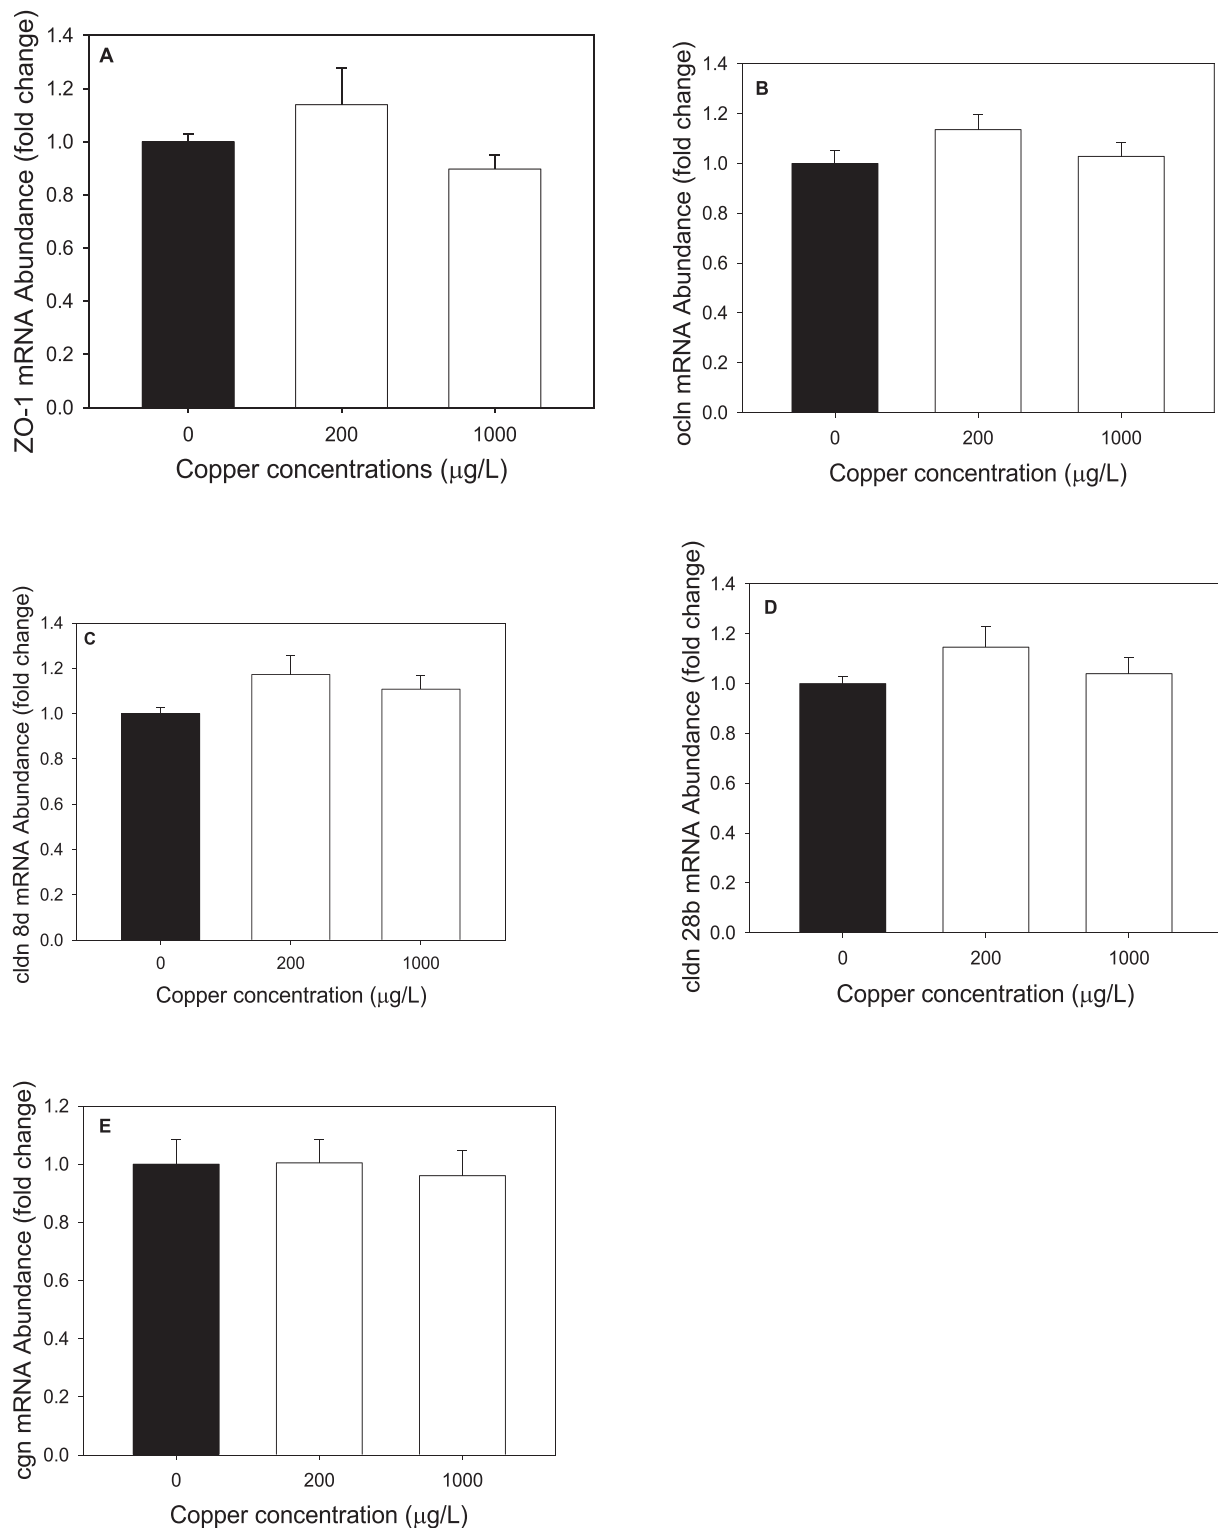 A
ZO-1 mRNA Abundance (fold change)
1.4
1.2
1.0
0.8
0.6
0.4
0.2
0.0
0 200 1000
Copper concentrations (μg/L)
B
ocln mRNA Abundance (fold change)
1.4
1.2
1.0
0.8
0.6
0.4
0.2
0.0
0 200 1000
Copper concentration (μg/L)
C
cldn 8d mRNA Abundance (fold change)
1.4
1.2
1.0
0.8
0.6
0.4
0.2
0.0
0 200 1000
Copper concentration (μg/L)
D
cldn 28b mRNA Abundance (fold change)
1.4
1.2
1.0
0.8
0.6
0.4
0.2
0.0
0 200 1000
Copper concentration (μg/L)
E
cgn mRNA Abundance (fold change)
1.2
1.0
0.8
0.6
0.4
0.2
0.0
0 200 1000
Copper concentration (μg/L)